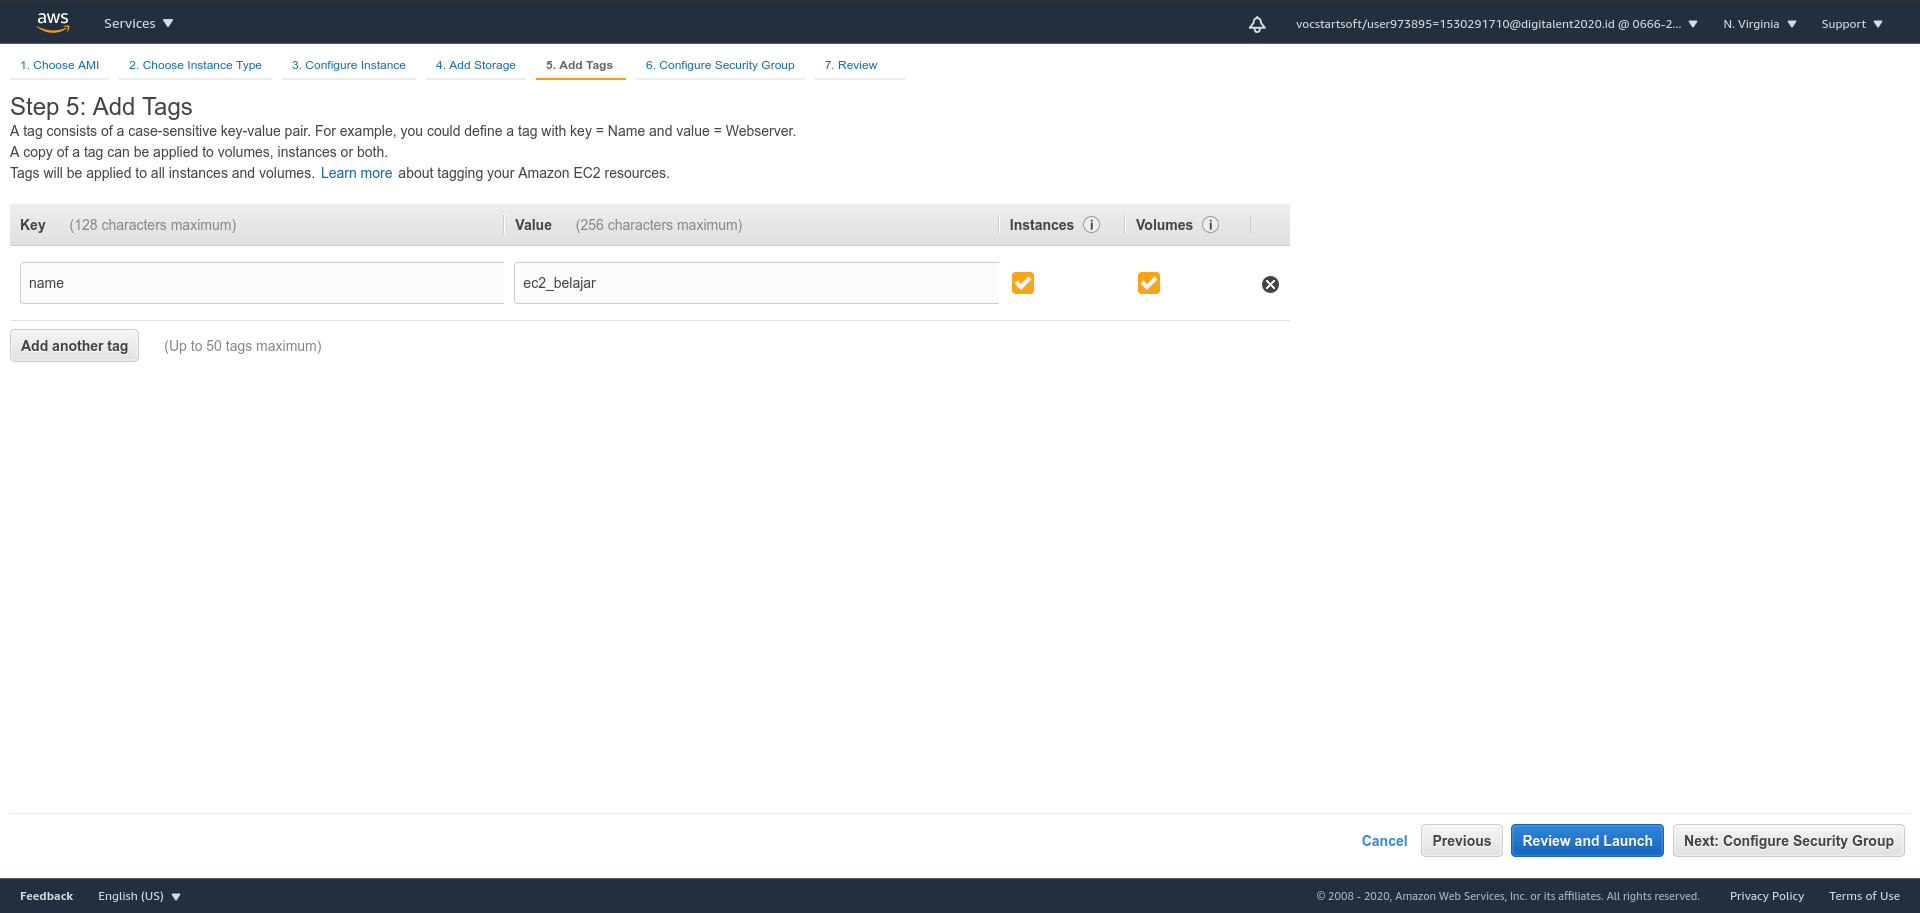 aws
Services
vocstartsoft/user973895=1530291710@digitalent2020.id @ 0666-2...
N. Virginia
Support
1. Choose AMI
2. Choose Instance Type
3. Configure Instance
4. Add Storage
5. Add Tags
6. Configure Security Group
7. Review
Step 5: Add Tags
A tag consists of a case-sensitive key-value pair. For example, you could define a tag with key = Name and value = Webserver.
A copy of a tag can be applied to volumes, instances or both.
Tags will be applied to all instances and volumes. Learn more about tagging your Amazon EC2 resources.
Key (128 characters maximum)
Value (256 characters maximum)
Instances i
Volumes i
name
ec2_belajar
Add another tag
(Up to 50 tags maximum)
Cancel
Previous
Review and Launch
Next: Configure Security Group
Feedback
English (US)
© 2008 - 2020, Amazon Web Services, Inc. or its affiliates. All rights reserved.
Privacy Policy
Terms of Use